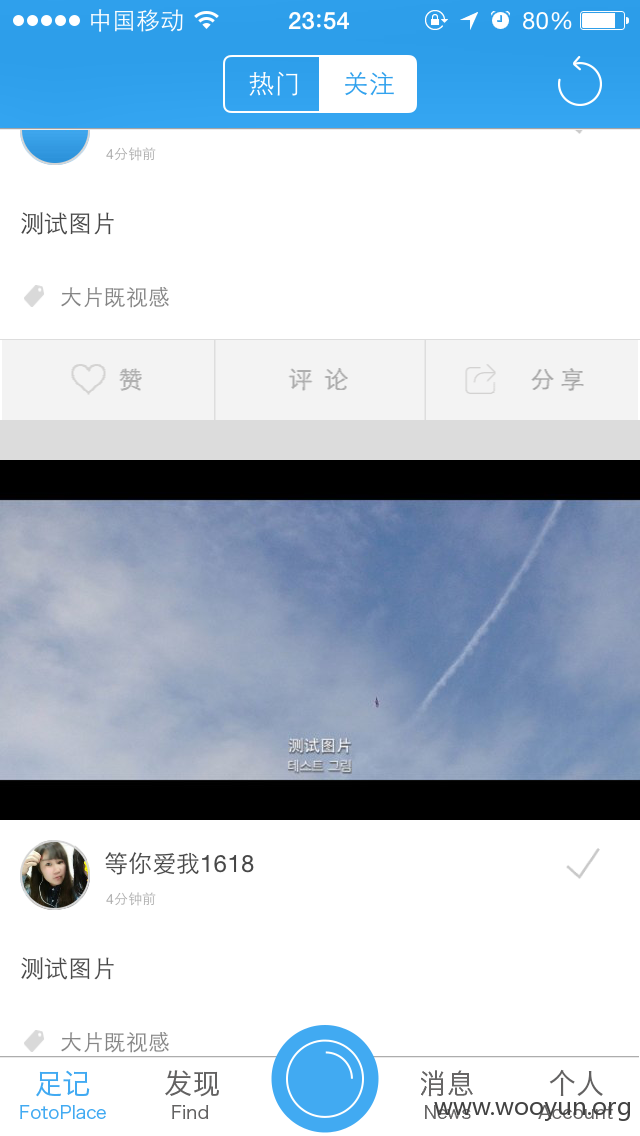 中国移动 23:54 80%
热门 关注
4分钟前
测试图片
大片既视感
赞 评论 分享
测试图片
테스트 그림
等你爱我1618
4分钟前
测试图片
大片既视感
足记 发现 消息 个人
FotoPlace Find News Account
www.wooyun.org